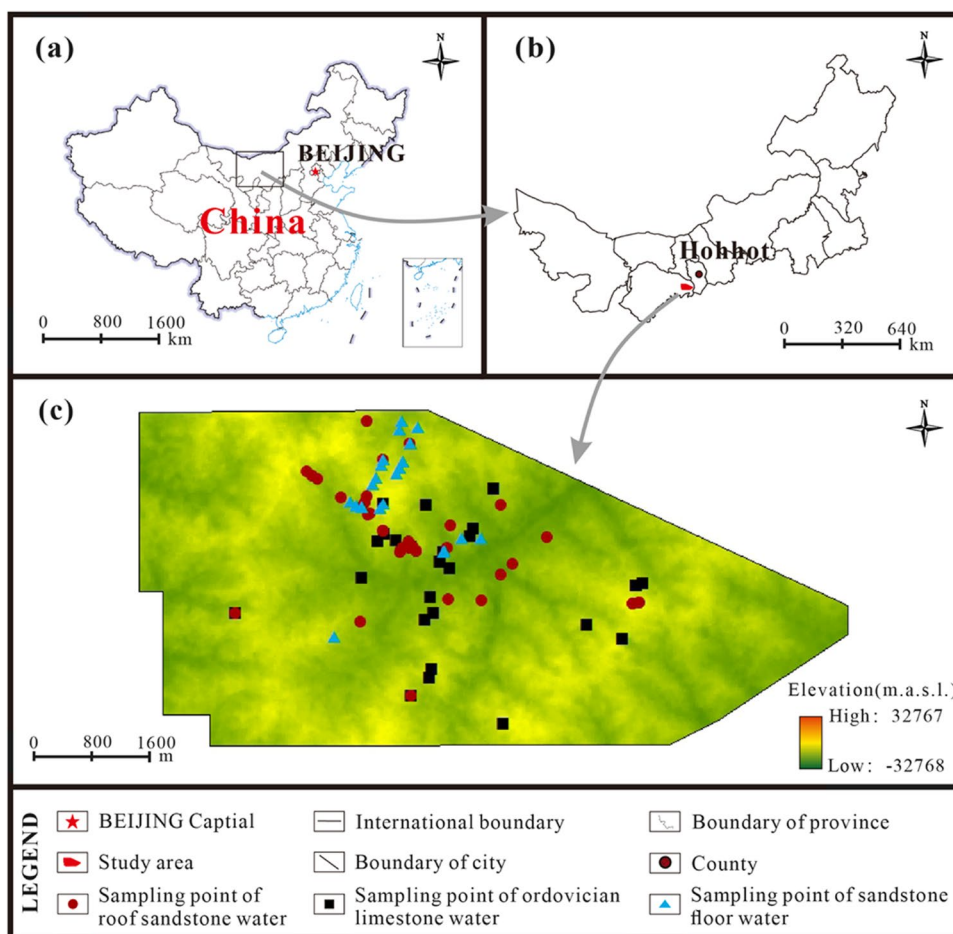 (a)
N
BEIJING
China
0 800 1600
km
(b)
N
Hohhot
0 320 640
km
(c)
N
0 800 1600
m
Elevation(m.a.s.l.)
High: 32767
Low: -32768
LEGEND
BEIJING Captial
International boundary
Boundary of province
Study area
Boundary of city
County
Sampling point of
roof sandstone water
Sampling point of ordovician
limestone water
Sampling point of sandstone
floor water